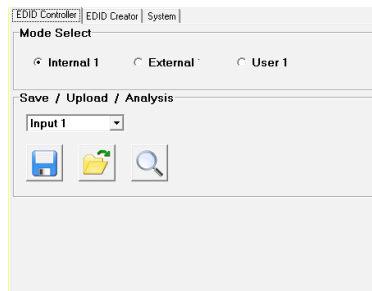 EDID Controller EDID Creator System
Mode Select
Internal 1 External User 1
Save / Upload / Analysis
Input 1